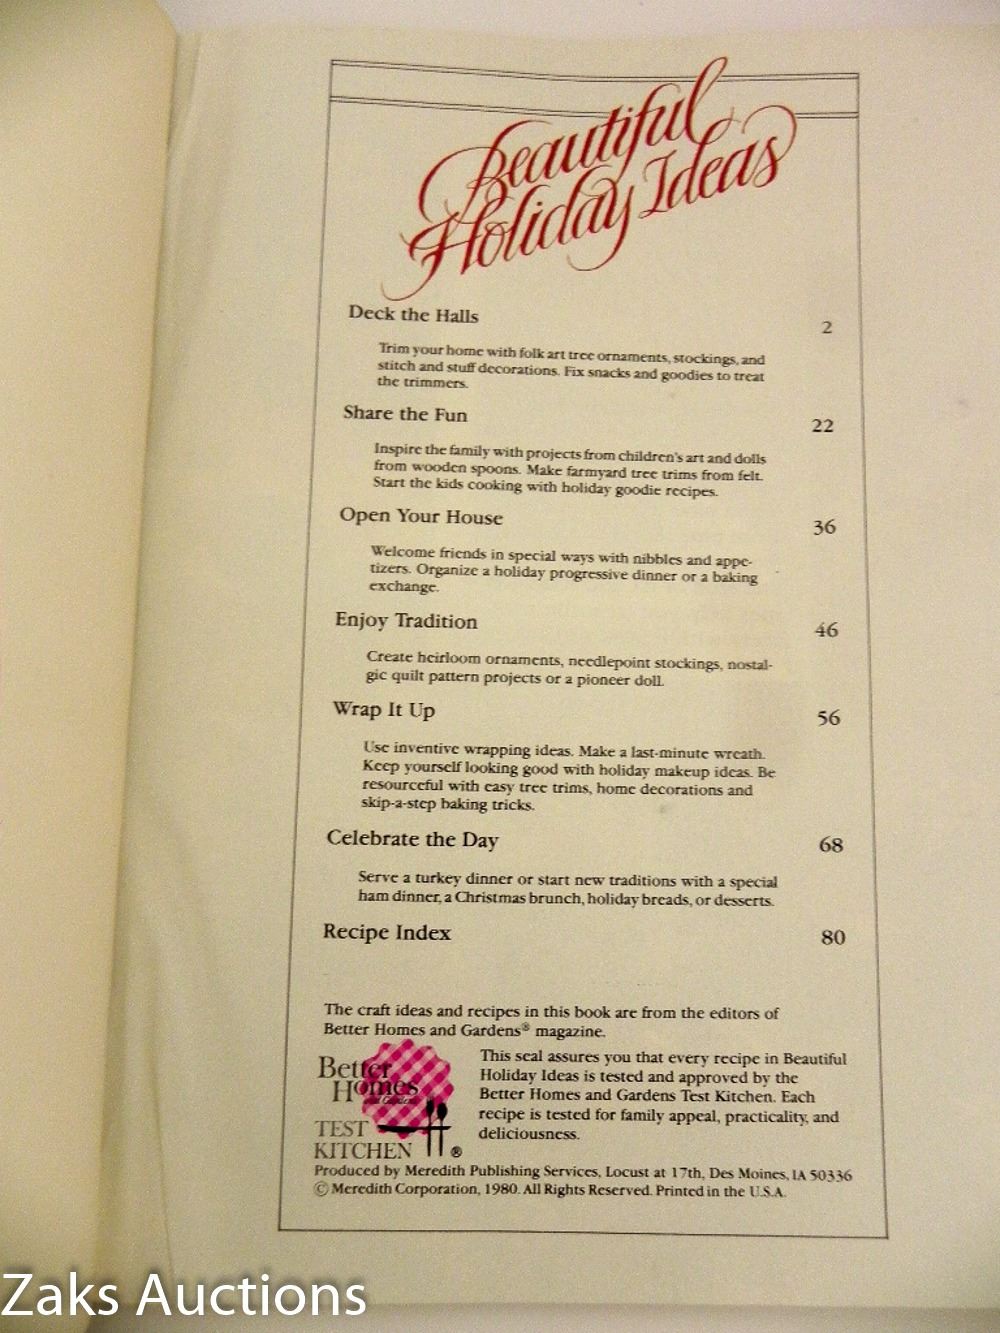 Beautiful
Holiday Ideas
Deck the Halls 2
Trim your home with folk art tree ornaments, stockings, and
stitch and stuff decorations. Fix snacks and goodies to treat
the trimmers.
Share the Fun 22
Inspire the family with projects from children's art and dolls
from wooden spoons. Make farmyard tree trims from felt.
Start the kids cooking with holiday goodie recipes.
Open Your House 36
Welcome friends in special ways with nibbles and appe-
tizers. Organize a holiday progressive dinner or a baking
exchange.
Enjoy Tradition 46
Create heirloom ornaments, needlepoint stockings, nostal-
gic quilt pattern projects or a pioneer doll.
Wrap It Up 56
Use inventive wrapping ideas. Make a last-minute wreath.
Keep yourself looking good with holiday makeup ideas. Be
resourceful with easy tree trims, home decorations and
skip-a-step baking tricks.
Celebrate the Day 68
Serve a turkey dinner or start new traditions with a special
ham dinner, a Christmas brunch, holiday breads, or desserts.
Recipe Index 80
The craft ideas and recipes in this book are from the editors of
Better Homes and Gardens® magazine.
Better
Homes
and Gardens
TEST
KITCHEN ®
This seal assures you that every recipe in Beautiful
Holiday Ideas is tested and approved by the
Better Homes and Gardens Test Kitchen. Each
recipe is tested for family appeal, practicality, and
deliciousness.
Produced by Meredith Publishing Services, Locust at 17th, Des Moines, IA 50336
© Meredith Corporation, 1980. All Rights Reserved. Printed in the U.S.A.
Zaks Auctions